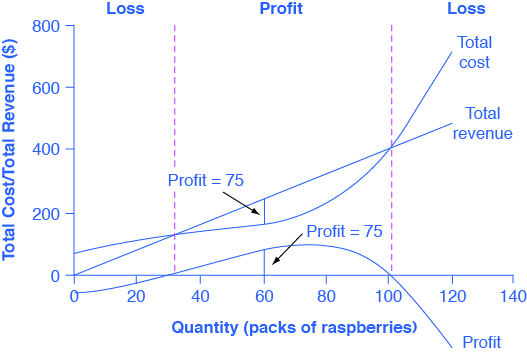 Loss
Profit
Loss
Total Cost/Total Revenue ($)
800
600
400
200
0
Total
cost
Total
revenue
Profit = 75
Profit = 75
Profit
0
20
40
60
80
100
120
140
Quantity (packs of raspberries)